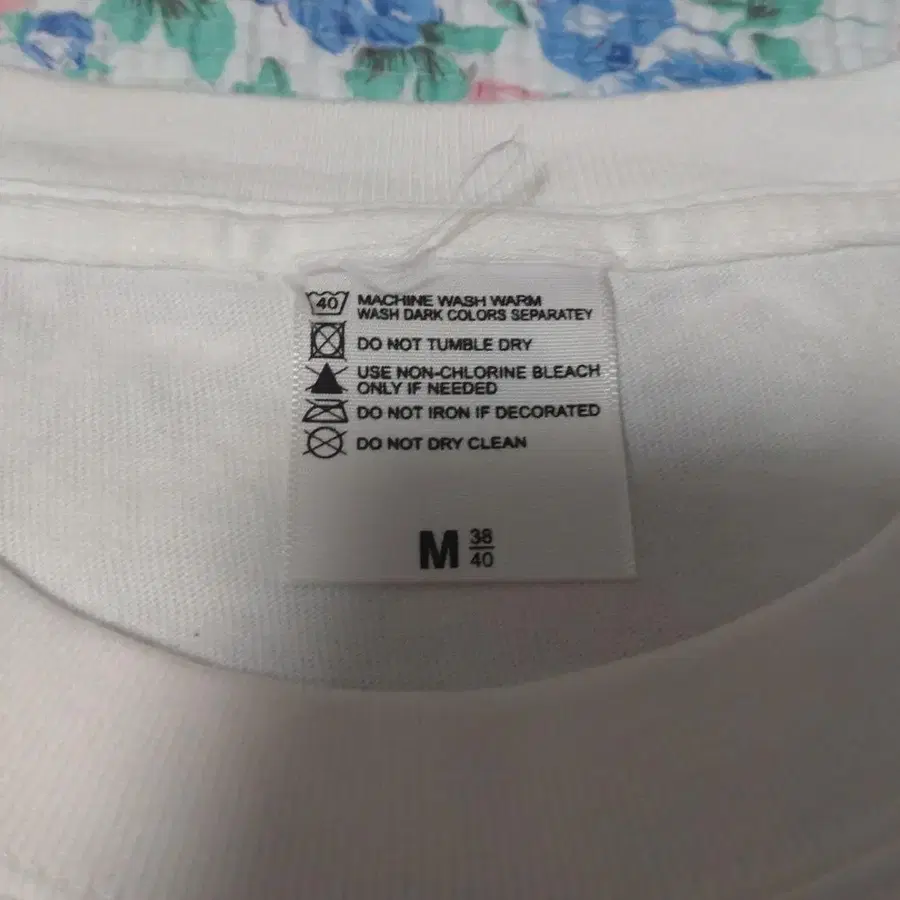 40 MACHINE WASH WARM
WASH DARK COLORS SEPARATEY
DO NOT TUMBLE DRY
USE NON-CHLORINE BLEACH
ONLY IF NEEDED
DO NOT IRON IF DECORATED
DO NOT DRY CLEAN
M 38
40